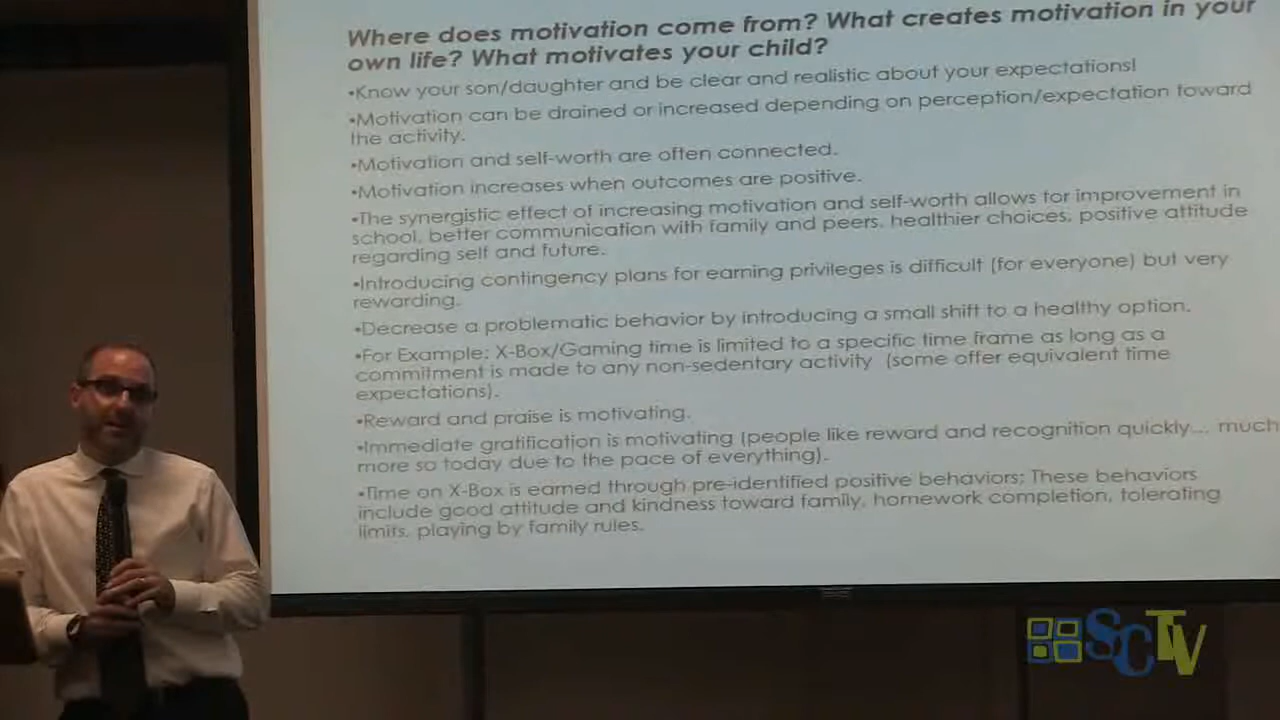 Where does motivation come from? What creates motivation in your
own life? What motivates your child?
•Know your son/daughter and be clear and realistic about your expectations!
•Motivation can be drained or increased depending on perception/expectation toward
the activity.
•Motivation and self-worth are often connected.
•Motivation increases when outcomes are positive.
•The synergistic effect of increasing motivation and self-worth allows for improvement in
school, better communication with family and peers, healthier choices, positive attitude
regarding self and future.
•Introducing contingency plans for earning privileges is difficult (for everyone) but very
rewarding.
•Decrease a problematic behavior by introducing a small shift to a healthy option.
•For Example: X-Box/Gaming time is limited to a specific time frame as long as a
commitment is made to any non-sedentary activity (some offer equivalent time
expectations).
•Reward and praise is motivating.
•Immediate gratification is motivating (people like reward and recognition quickly... much
more so today due to the pace of everything).
•Time on X-Box is earned through pre-identified positive behaviors: These behaviors
include good attitude and kindness toward family, homework completion, tolerating
limits, playing by family rules.
SCTV